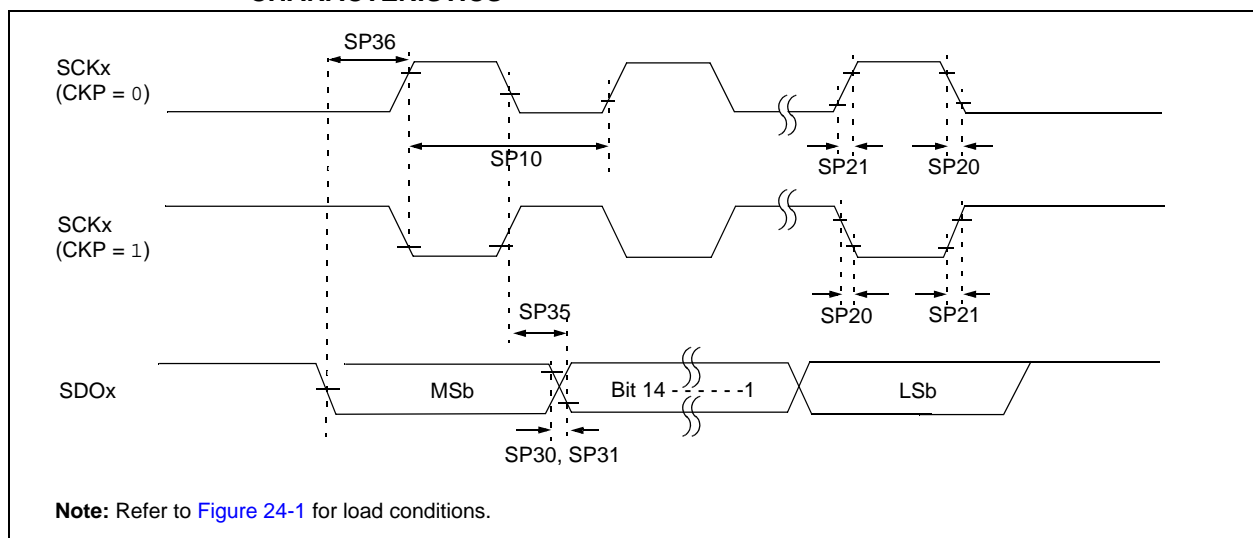 CHARACTERISTICS
SP36
SCKx
(CKP = 0)
SP10
SP21
SP20
SCKx
(CKP = 1)
SP35
SP20
SP21
SDOx
MSb
Bit 14 - - - - - -1
LSb
SP30, SP31
Note: Refer to Figure 24-1 for load conditions.